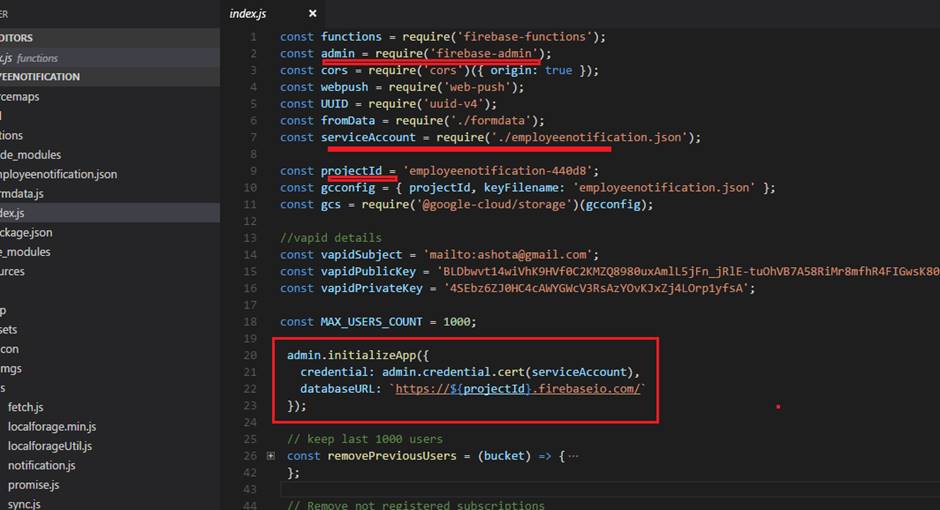 index.js ×
DITORS
.js functions
YEENOTIFICATION
rcemaps
tions
de_modules
mployeenotification.json
rmdata.js
dex.js
ckage.json
e_modules
urces
p
sets
con
mgs
s
fetch.js
localforage.min.js
localforageUtil.js
notification.js
promise.js
sync.js
1 const functions = require('firebase-functions');
2 const admin = require('firebase-admin');
3 const cors = require('cors')({ origin: true });
4 const webpush = require('web-push');
5 const UUID = require('uuid-v4');
6 const fromData = require('./formdata');
7 const serviceAccount = require('./employeenotification.json');
8
9 const projectId = 'employeenotification-440d8';
10 const gcconfig = { projectId, keyFilename: 'employeenotification.json' };
11 const gcs = require('@google-cloud/storage')(gcconfig);
12
13 //vapid details
14 const vapidSubject = 'mailto:ashota@gmail.com';
15 const vapidPublicKey = 'BLDbwvt14wiVhK9HVf0C2KMZQ8980uxAmlL5jFn_jRlE-tuOhVB7A58RiMr8mfhR4FIGwsK80
16 const vapidPrivateKey = '4SEbz6ZJ0HC4cAWYGWcV3RsAzYOvKJxZj4LOrp1yfsA';
17
18 const MAX_USERS_COUNT = 1000;
19
20 admin.initializeApp({
21 credential: admin.credential.cert(serviceAccount),
22 databaseURL: `https://${projectId}.firebaseio.com/`
23 });
24
25 // keep last 1000 users
26 const removePreviousUsers = (bucket) => {⋯
42 };
43
44 // Remove not registered subscriptions